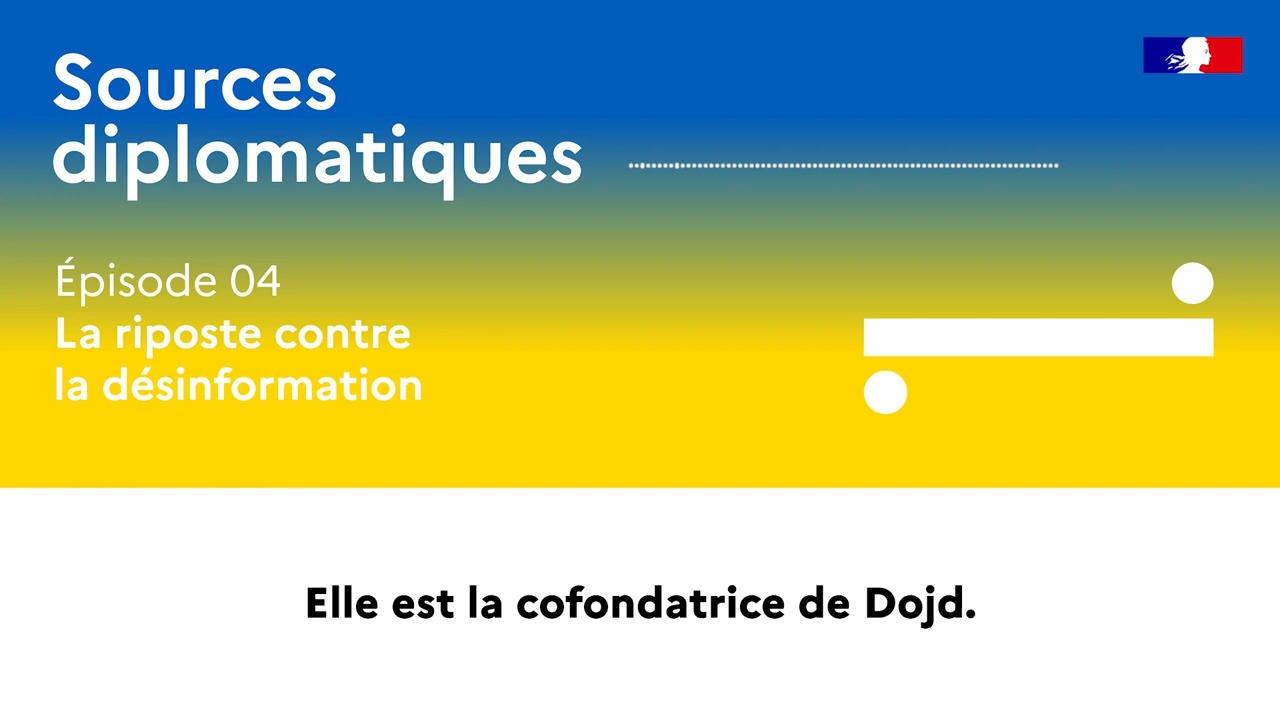 Sources
diplomatiques
Épisode 04
La riposte contre
la désinformation
Elle est la cofondatrice de Dojd.